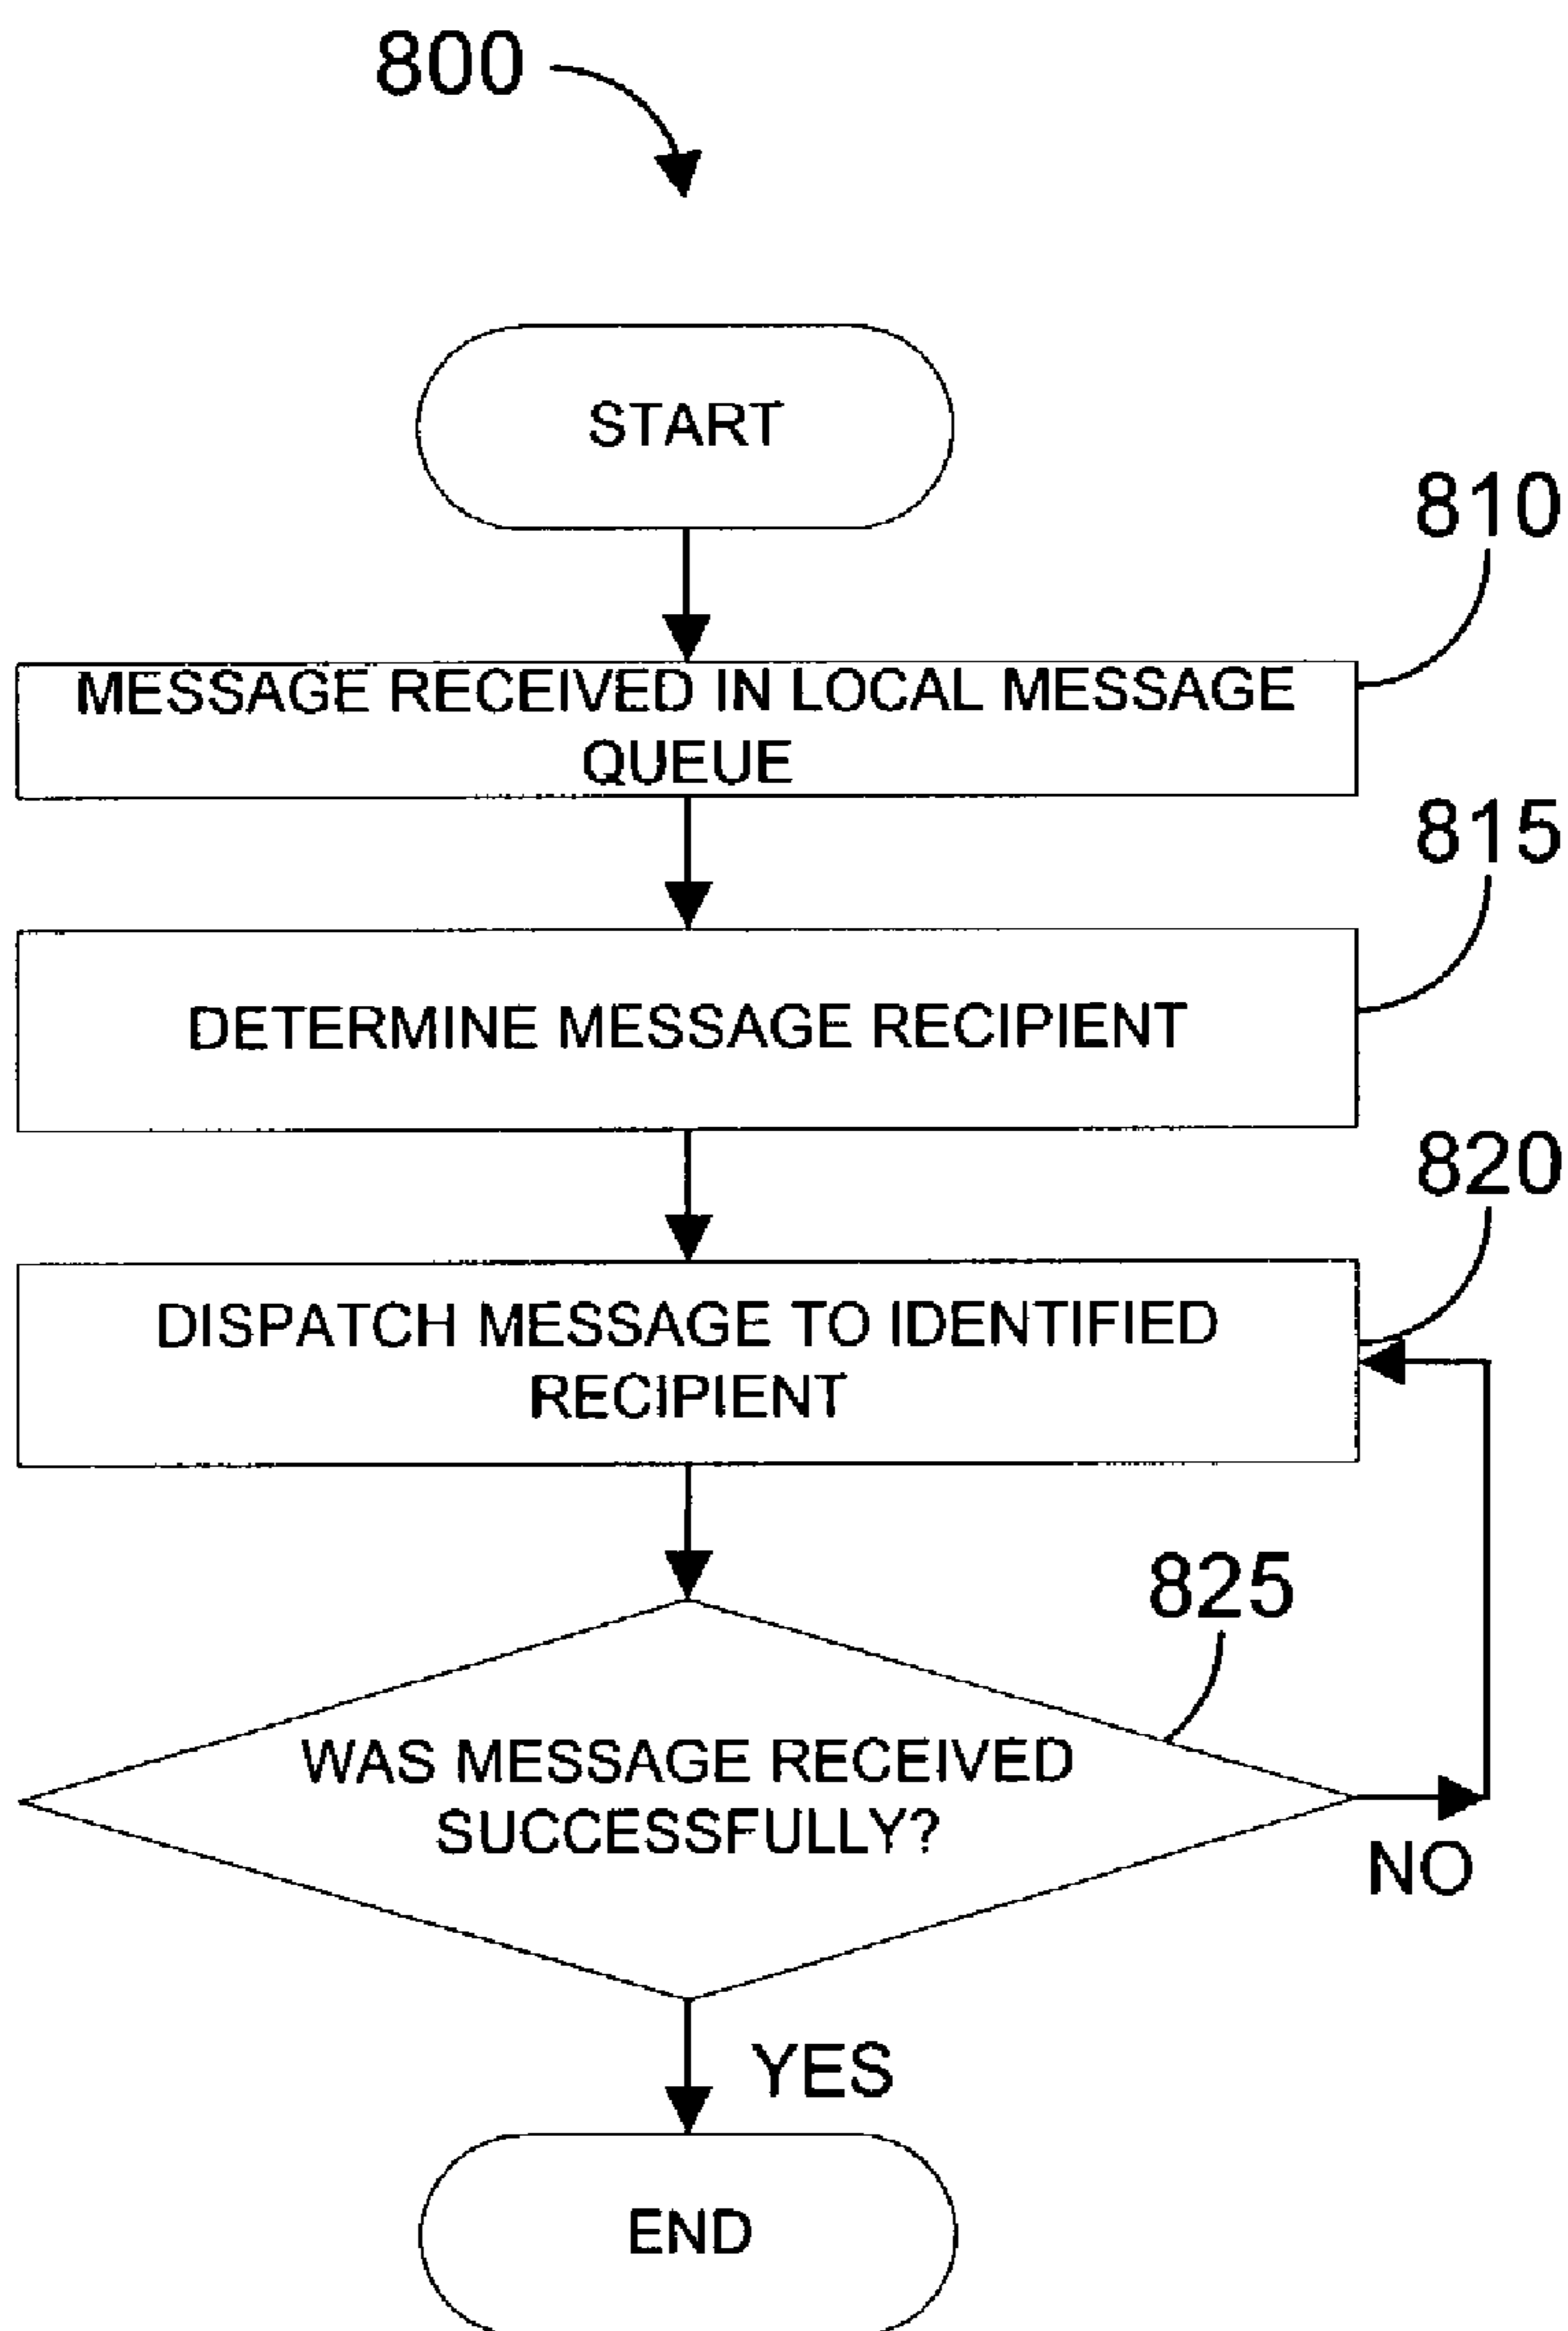 800
START
810
MESSAGE RECEIVED IN LOCAL MESSAGE
QUEUE
815
DETERMINE MESSAGE RECIPIENT
820
DISPATCH MESSAGE TO IDENTIFIED
RECIPIENT
825
WAS MESSAGE RECEIVED
SUCCESSFULLY?
NO
YES
END